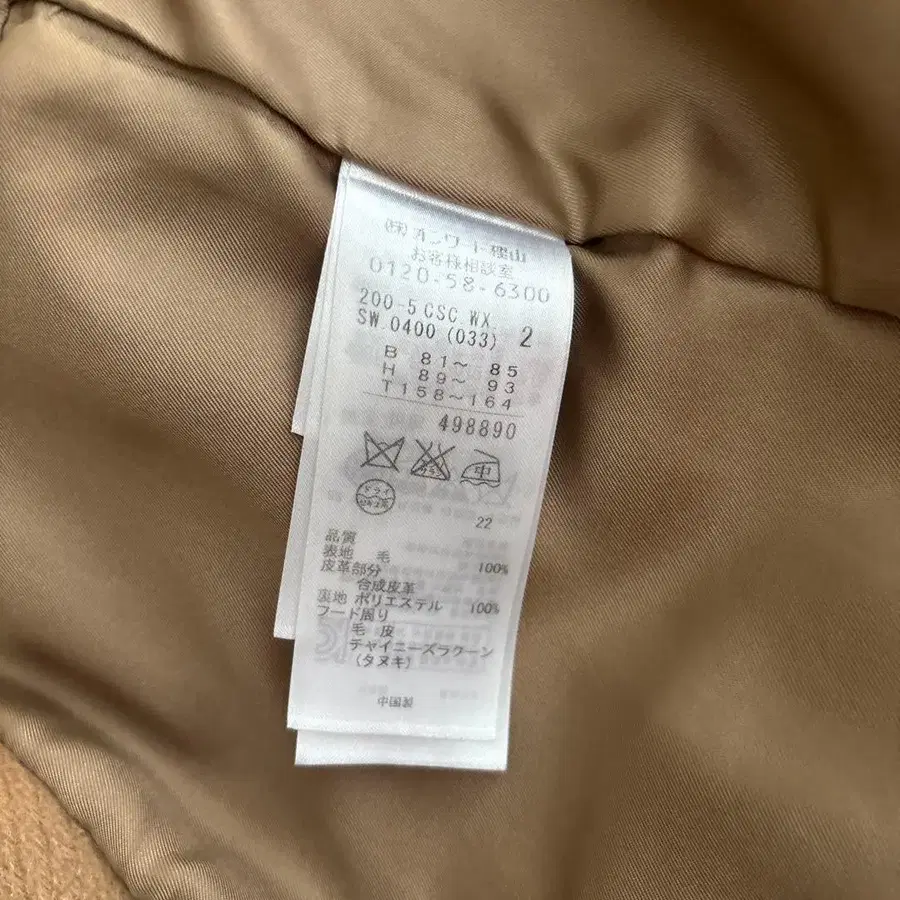 (株)オンワード樫山
お客様相談室
0120-58-6300
200-5 CSC WX. 2
SW.0400 (033)
B 81～ 85
H 89～ 93
T158～164
498890
中
ドライ
22
品質
表地 毛 100%
皮革部分
合成皮革
裏地 ポリエステル 100%
フード周り
毛 皮
チャイニーズラクーン
(タヌキ)
中国製